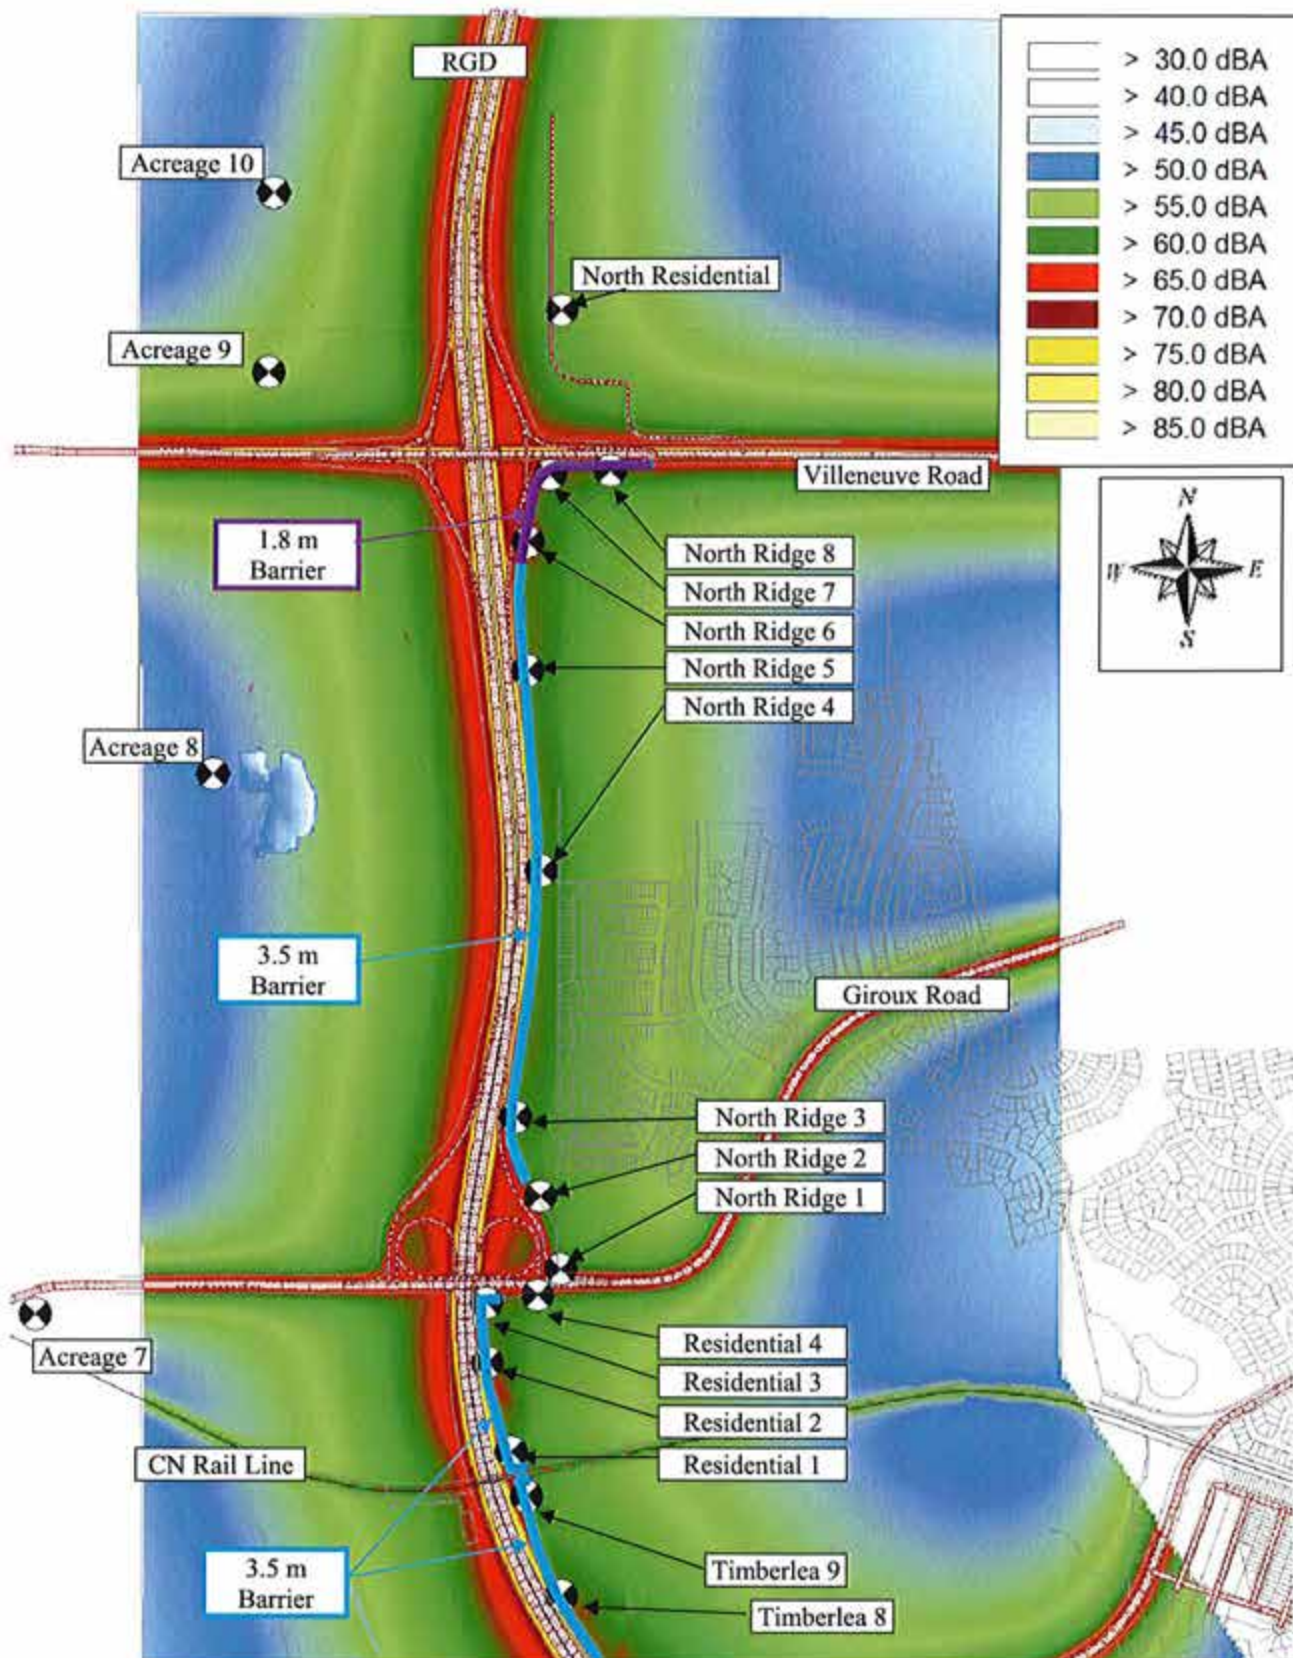 RGD
> 30.0 dBA
> 40.0 dBA
> 45.0 dBA
> 50.0 dBA
> 55.0 dBA
> 60.0 dBA
> 65.0 dBA
> 70.0 dBA
> 75.0 dBA
> 80.0 dBA
> 85.0 dBA
Acreage 10
North Residential
Acreage 9
Villeneuve Road
N
W
E
S
1.8 m
Barrier
North Ridge 8
North Ridge 7
North Ridge 6
North Ridge 5
North Ridge 4
Acreage 8
3.5 m
Barrier
Giroux Road
North Ridge 3
North Ridge 2
North Ridge 1
Acreage 7
Residential 4
Residential 3
Residential 2
Residential 1
CN Rail Line
3.5 m
Barrier
Timberlea 9
Timberlea 8